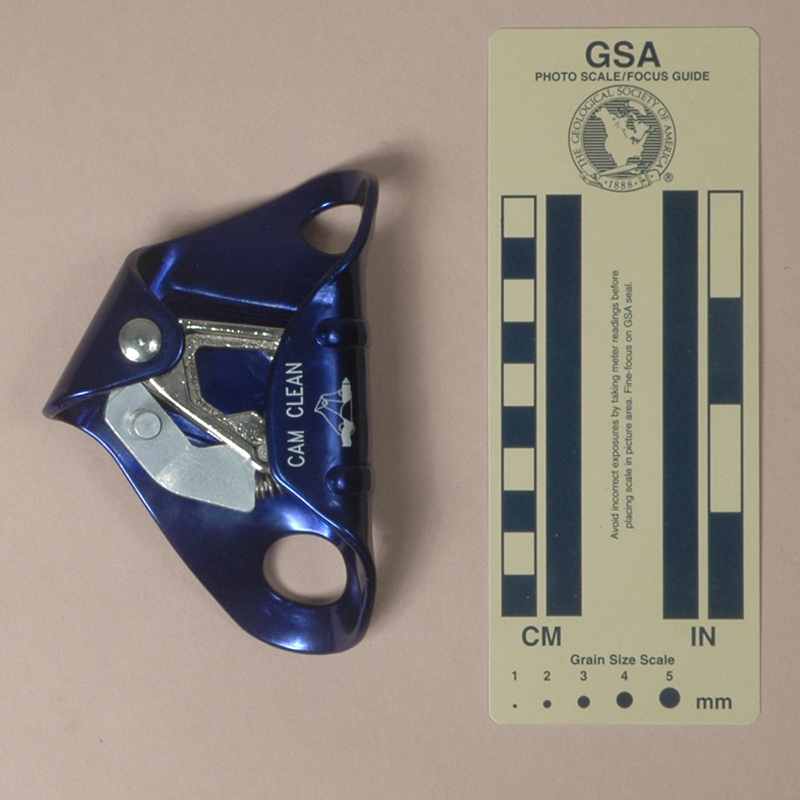 CAM CLEAN
GSA
PHOTO SCALE/FOCUS GUIDE
THE GEOLOGICAL SOCIETY OF AMERICA
·1888·
®
Avoid incorrect exposures by taking meter readings before
placing scale in picture area. Fine-focus on GSA seal.
CM
IN
Grain Size Scale
1 2 3 4 5
mm